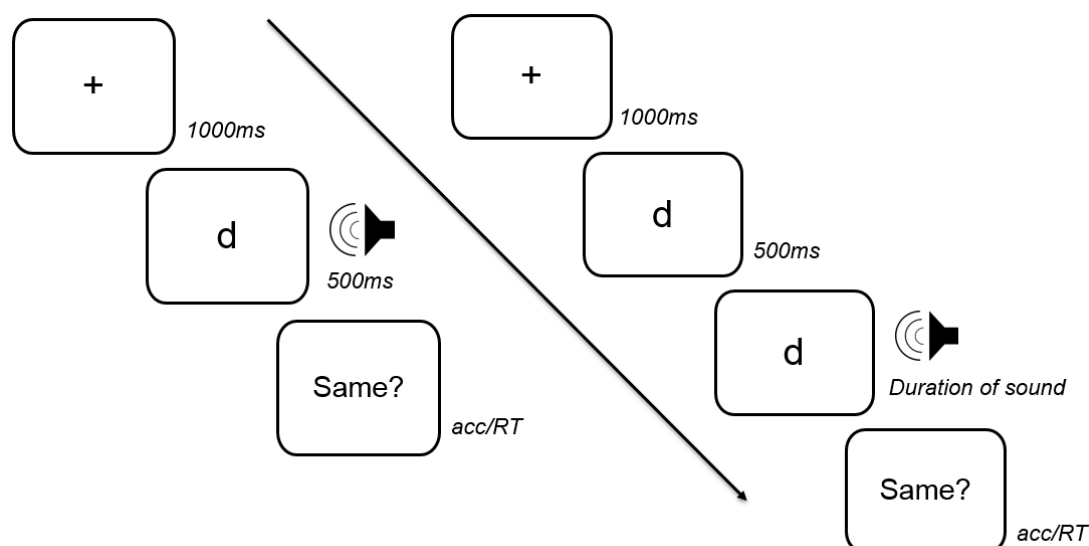 +
1000ms
d
500ms
Same?
acc/RT
+
1000ms
d
500ms
d
Duration of sound
Same?
acc/RT